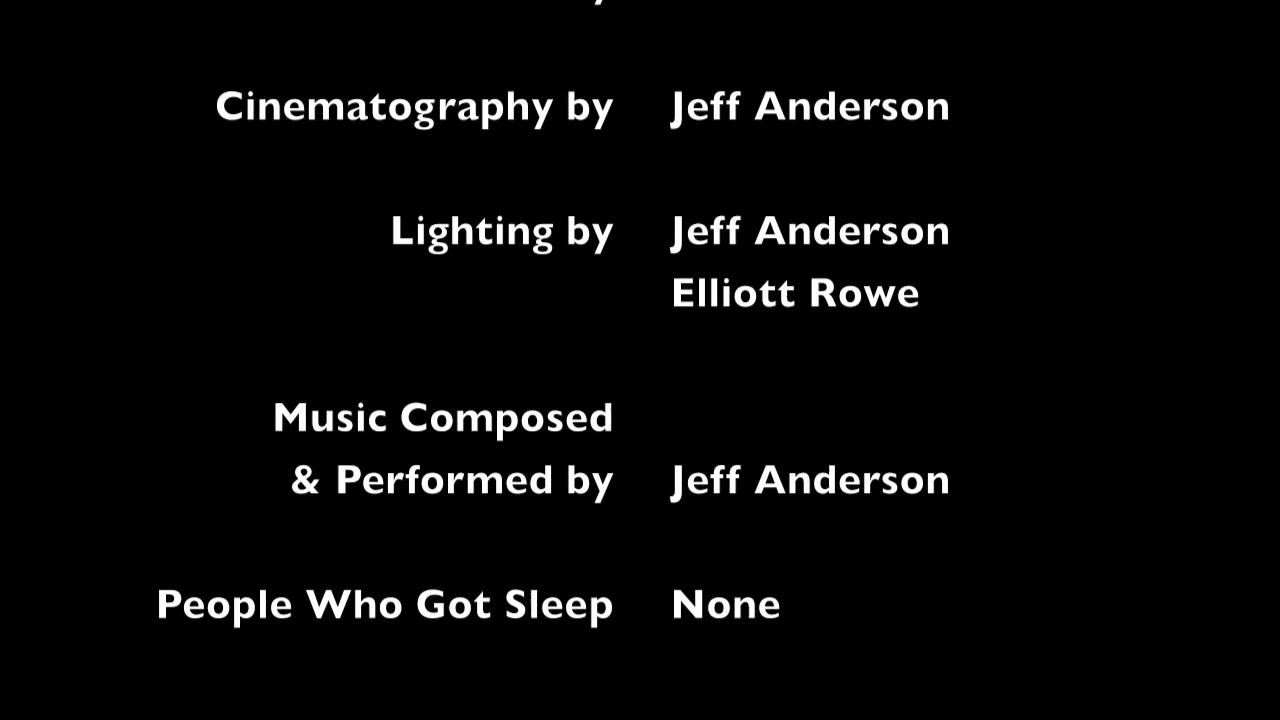 Cinematography by Jeff Anderson
Lighting by Jeff Anderson
Elliott Rowe
Music Composed
& Performed by Jeff Anderson
People Who Got Sleep None